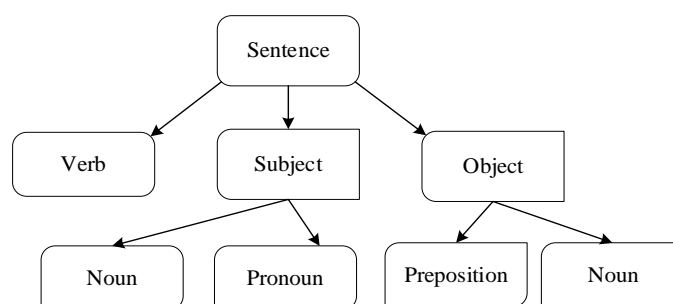 Sentence
Verb
Subject
Object
Noun
Pronoun
Preposition
Noun